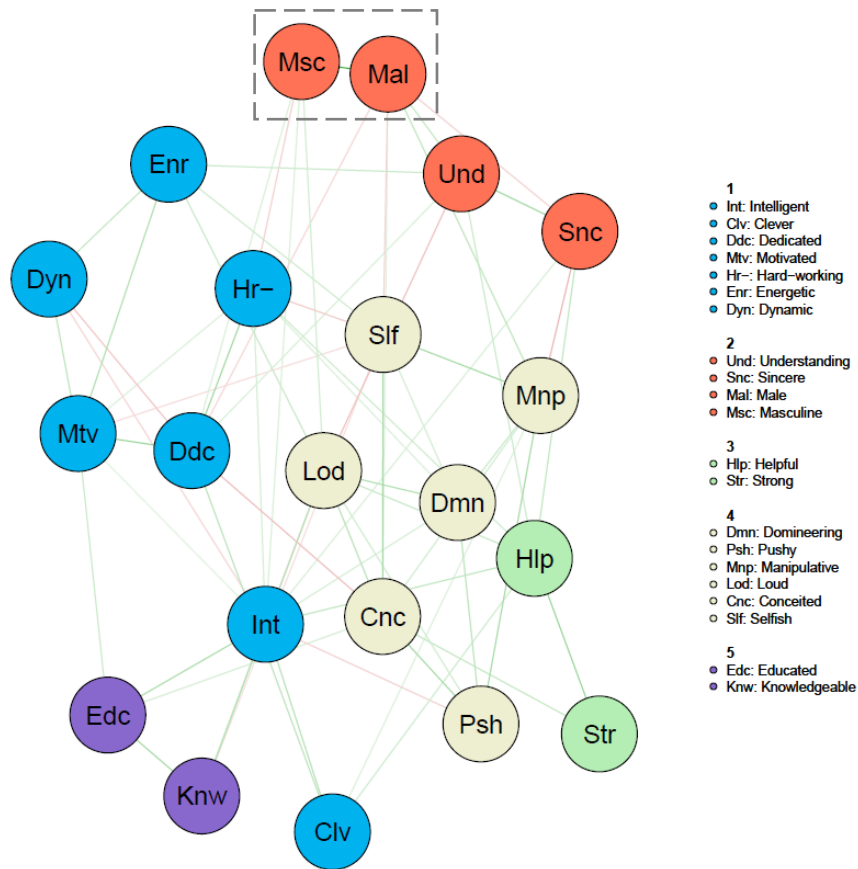 Msc
Mal
Enr
Und
Snc
Dyn
Hr−
Slf
Mnp
Mtv
Ddc
Lod
Dmn
Hlp
Int
Cnc
Edc
Psh
Str
Knw
Clv
1
Int: Intelligent
Clv: Clever
Ddc: Dedicated
Mtv: Motivated
Hr−: Hard−working
Enr: Energetic
Dyn: Dynamic
2
Und: Understanding
Snc: Sincere
Mal: Male
Msc: Masculine
3
Hlp: Helpful
Str: Strong
4
Dmn: Domineering
Psh: Pushy
Mnp: Manipulative
Lod: Loud
Cnc: Conceited
Slf: Selfish
5
Edc: Educated
Knw: Knowledgeable